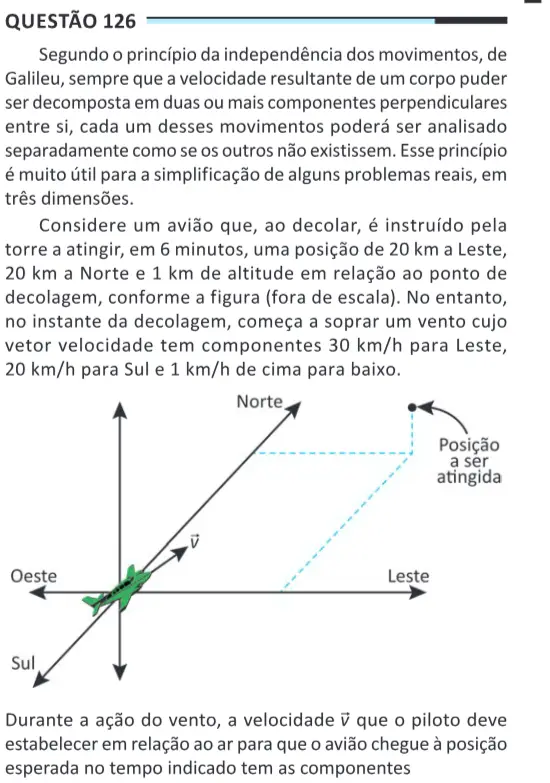 QUESTÃO 126
Segundo o princípio da independência dos movimentos, de
Galileu, sempre que a velocidade resultante de um corpo puder
ser decomposta em duas ou mais componentes perpendiculares
entre si, cada um desses movimentos poderá ser analisado
separadamente como se os outros não existissem. Esse princípio
é muito útil para a simplificação de alguns problemas reais, em
três dimensões.
Considere um avião que, ao decolar, é instruído pela
torre a atingir, em 6 minutos, uma posição de 20 km a Leste,
20 km a Norte e 1 km de altitude em relação ao ponto de
decolagem, conforme a figura (fora de escala). No entanto,
no instante da decolagem, começa a soprar um vento cujo
vetor velocidade tem componentes 30 km/h para Leste,
20 km/h para Sul e 1 km/h de cima para baixo.
Norte
Posição
a ser
atingida
v⃗
Oeste
Leste
Sul
Durante a ação do vento, a velocidade v⃗ que o piloto deve
estabelecer em relação ao ar para que o avião chegue à posição
esperada no tempo indicado tem as componentes